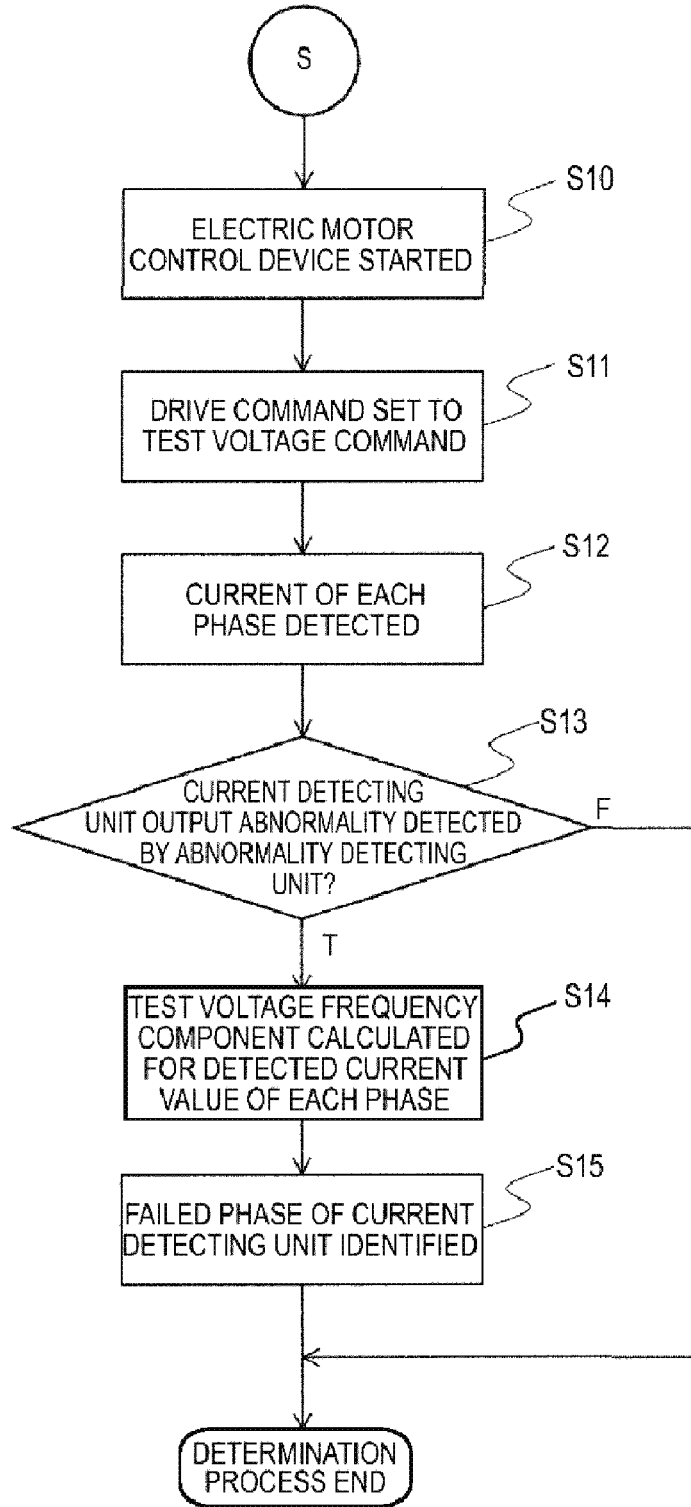 S
S10
ELECTRIC MOTOR
CONTROL DEVICE STARTED
S11
DRIVE COMMAND SET TO
TEST VOLTAGE COMMAND
S12
CURRENT OF EACH
PHASE DETECTED
S13
CURRENT DETECTING
UNIT OUTPUT ABNORMALITY DETECTED
BY ABNORMALITY DETECTING
UNIT?
F
T
S14
TEST VOLTAGE FREQUENCY
COMPONENT CALCULATED
FOR DETECTED CURRENT
VALUE OF EACH PHASE
S15
FAILED PHASE OF CURRENT
DETECTING UNIT IDENTIFIED
DETERMINATION
PROCESS END